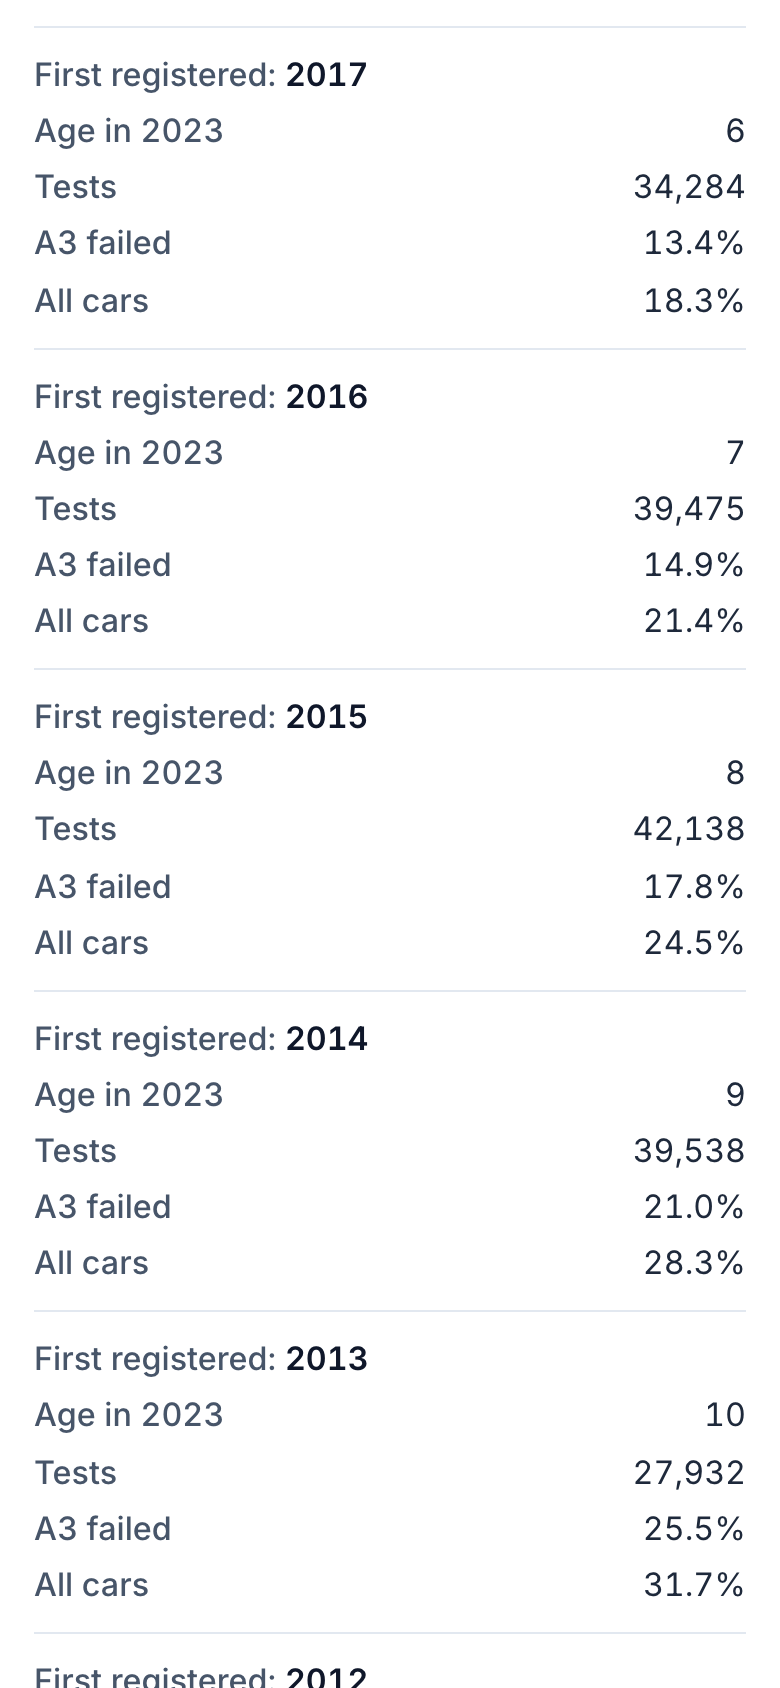 First registered: 2017
Age in 2023 6
Tests 34,284
A3 failed 13.4%
All cars 18.3%
First registered: 2016
Age in 2023 7
Tests 39,475
A3 failed 14.9%
All cars 21.4%
First registered: 2015
Age in 2023 8
Tests 42,138
A3 failed 17.8%
All cars 24.5%
First registered: 2014
Age in 2023 9
Tests 39,538
A3 failed 21.0%
All cars 28.3%
First registered: 2013
Age in 2023 10
Tests 27,932
A3 failed 25.5%
All cars 31.7%
First registered: 2012